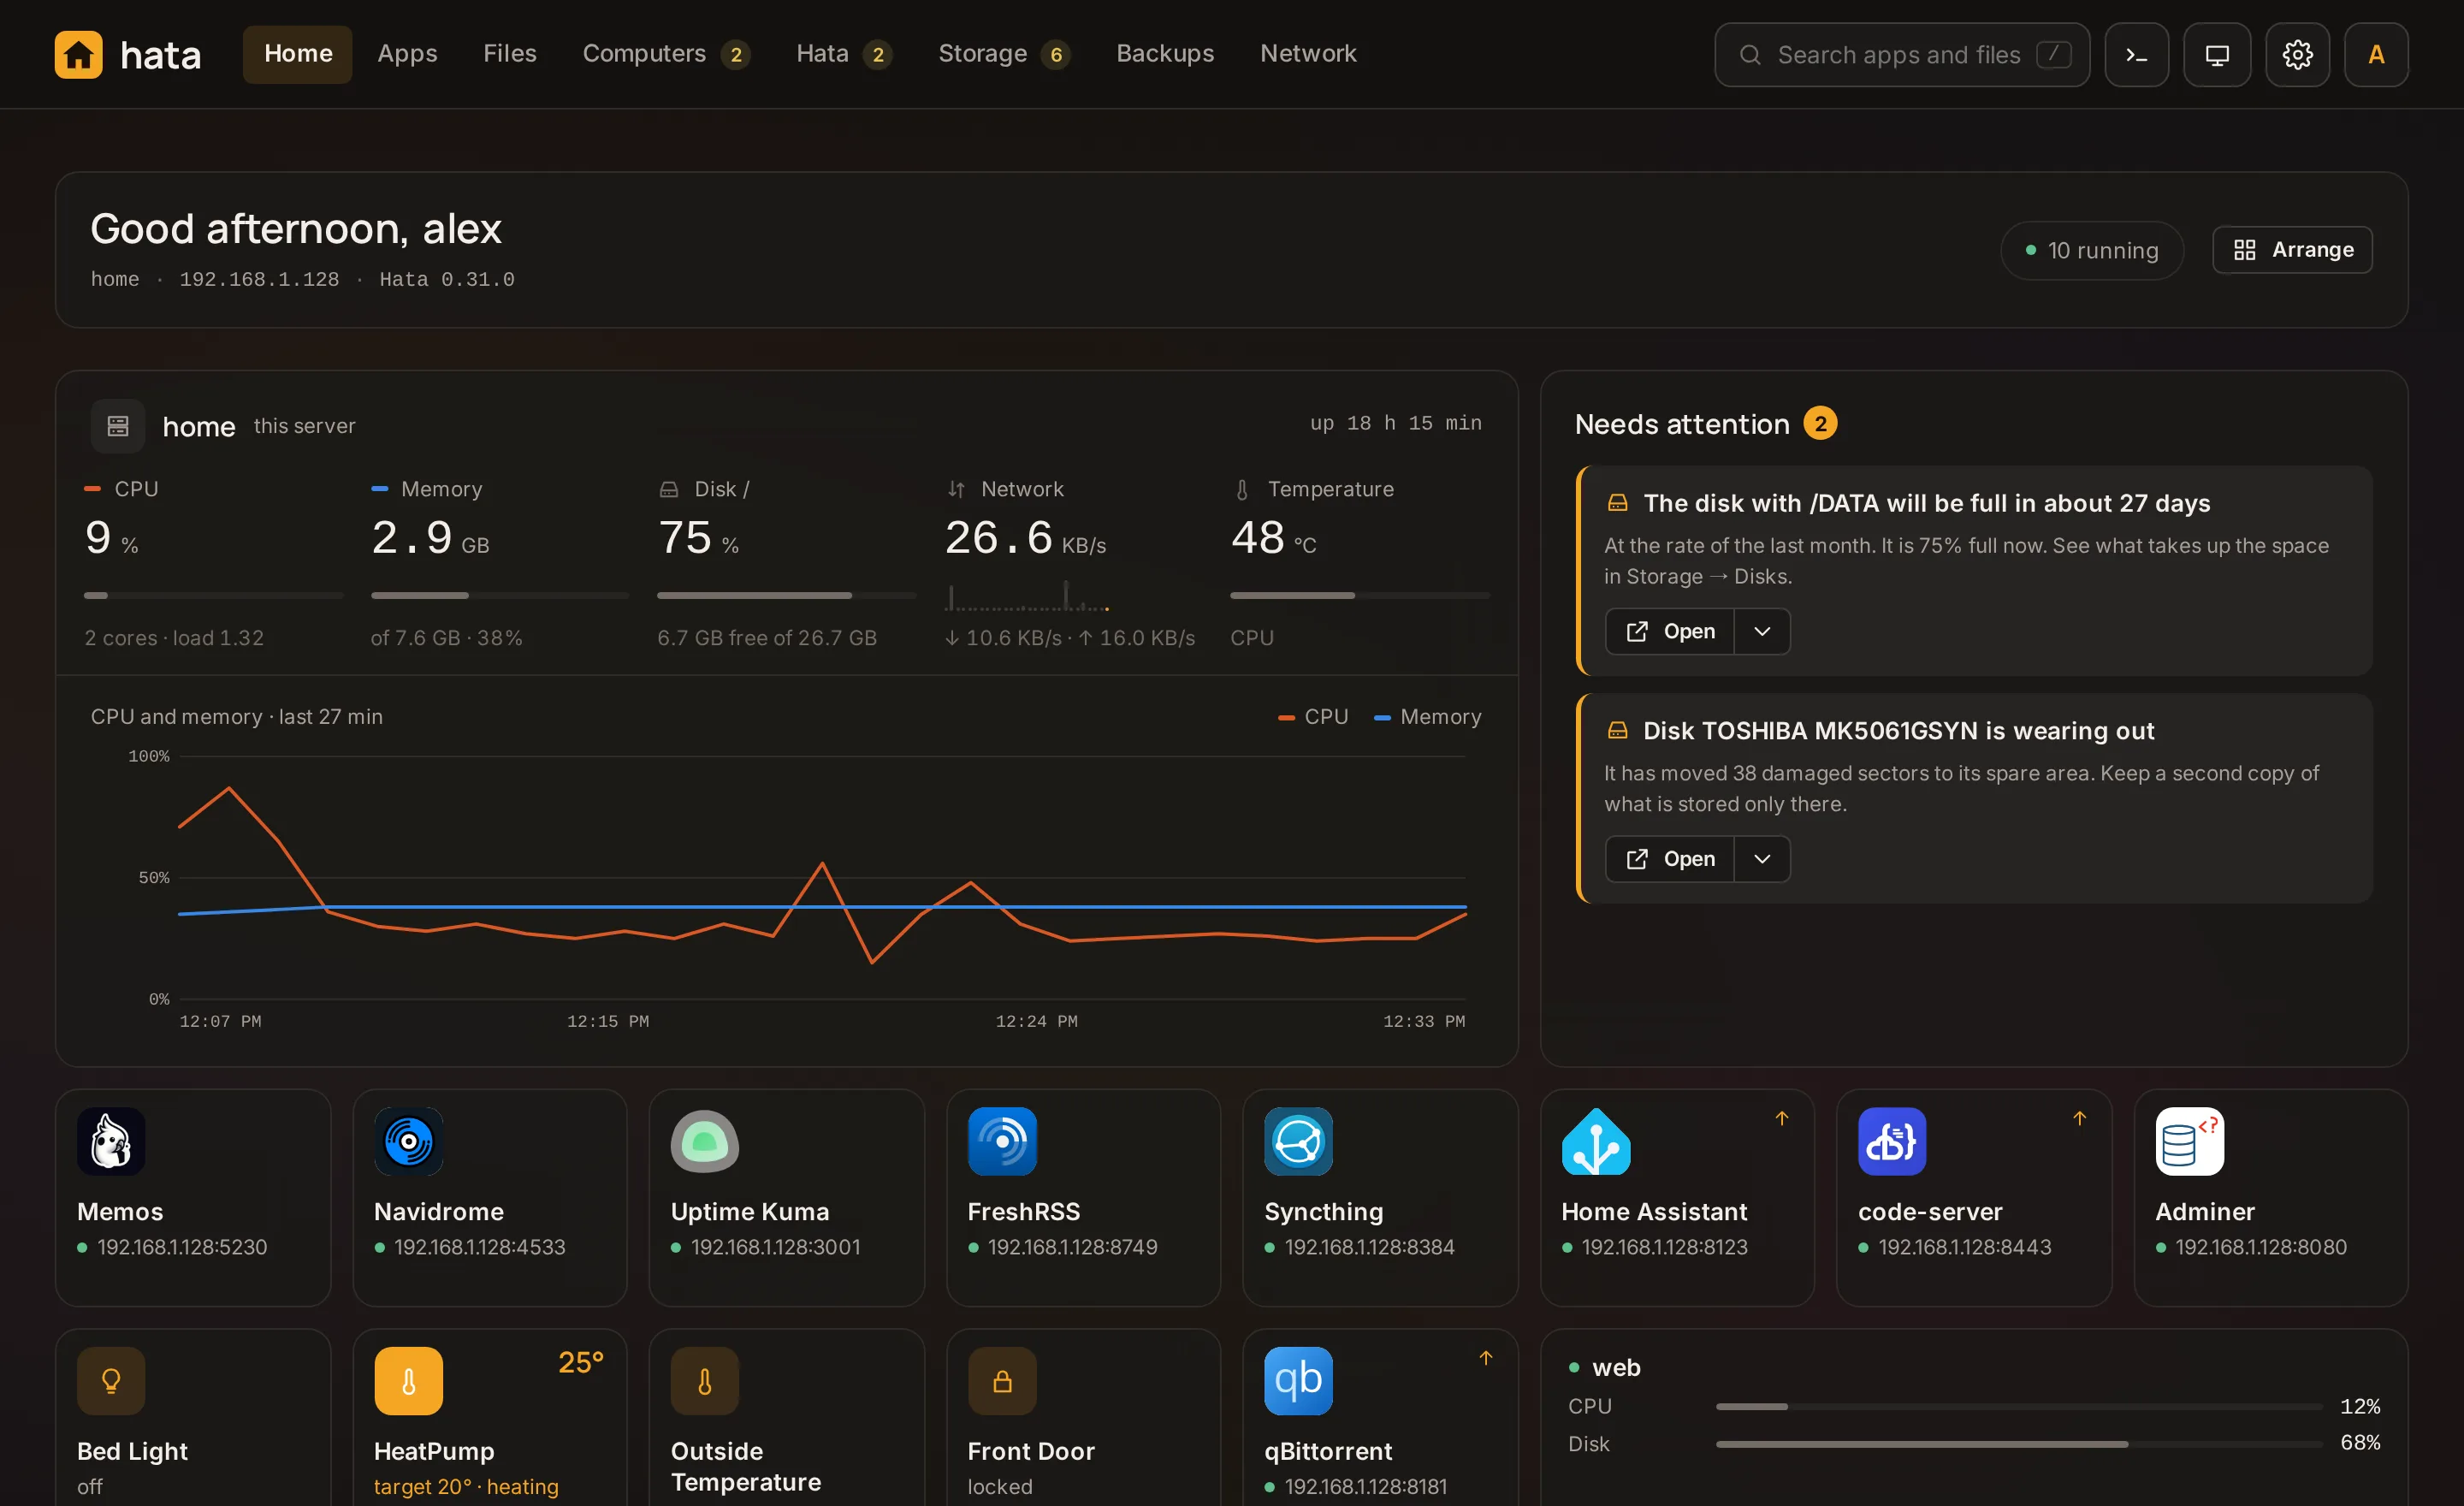 hata
Home
Apps
Files
Computers 2
Hata 2
Storage 6
Backups
Network
Search apps and files /
A
Good afternoon, alex
home · 192.168.1.128 · Hata 0.31.0
10 running
Arrange
home this server
up 18 h 15 min
CPU
9 %
2 cores · load 1.32
Memory
2.9 GB
of 7.6 GB · 38%
Disk /
75 %
6.7 GB free of 26.7 GB
Network
26.6 KB/s
↓ 10.6 KB/s · ↑ 16.0 KB/s
Temperature
48 °C
CPU
CPU and memory · last 27 min
CPU
Memory
100%
50%
0%
12:07 PM
12:15 PM
12:24 PM
12:33 PM
Needs attention 2
The disk with /DATA will be full in about 27 days
At the rate of the last month. It is 75% full now. See what takes up the space
in Storage → Disks.
Open
Disk TOSHIBA MK5061GSYN is wearing out
It has moved 38 damaged sectors to its spare area. Keep a second copy of
what is stored only there.
Open
Memos
192.168.1.128:5230
Navidrome
192.168.1.128:4533
Uptime Kuma
192.168.1.128:3001
FreshRSS
192.168.1.128:8749
Syncthing
192.168.1.128:8384
Home Assistant
192.168.1.128:8123
code-server
192.168.1.128:8443
<?
Adminer
192.168.1.128:8080
Bed Light
off
25°
HeatPump
target 20° · heating
Outside
Temperature
Front Door
locked
qb
qBittorrent
192.168.1.128:8181
web
CPU
12%
Disk
68%